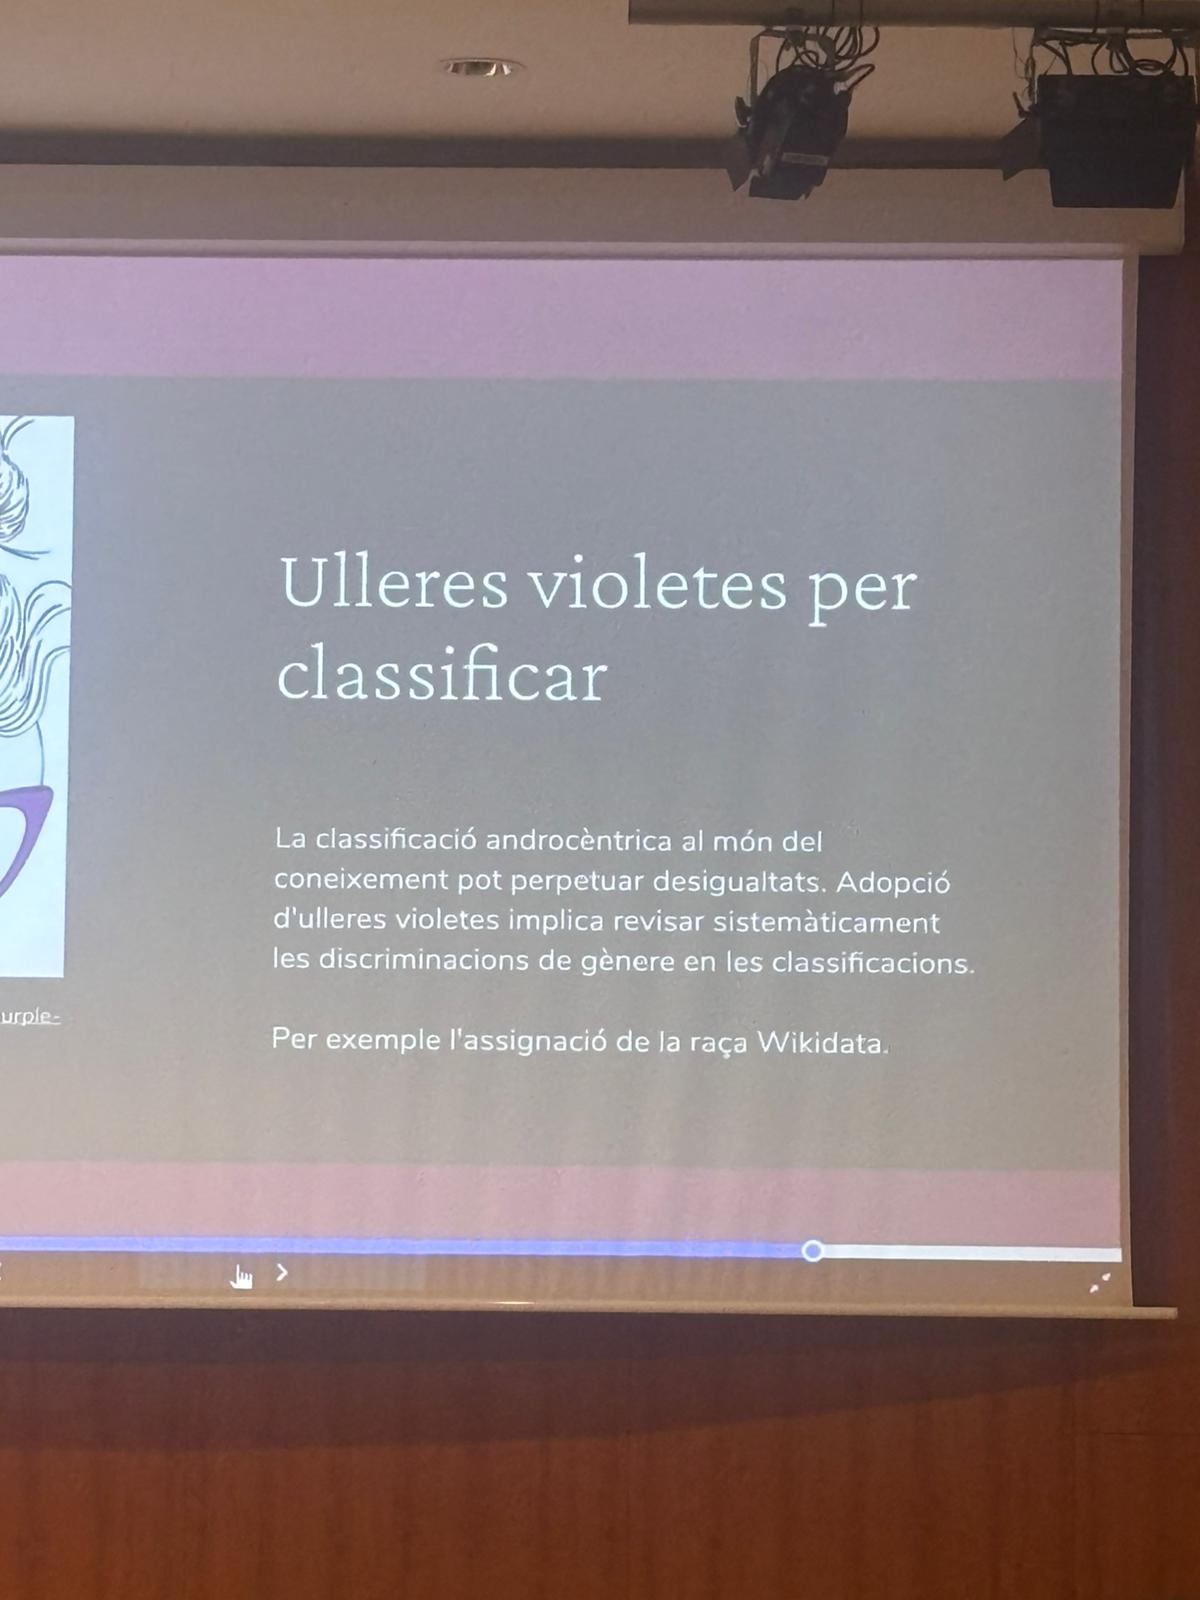 Ulleres violetes per
classificar
La classificació androcèntrica al món del
coneixement pot perpetuar desigualtats. Adopció
d'ulleres violetes implica revisar sistemàticament
les discriminacions de gènere en les classificacions.
urple-
Per exemple l'assignació de la raça Wikidata.